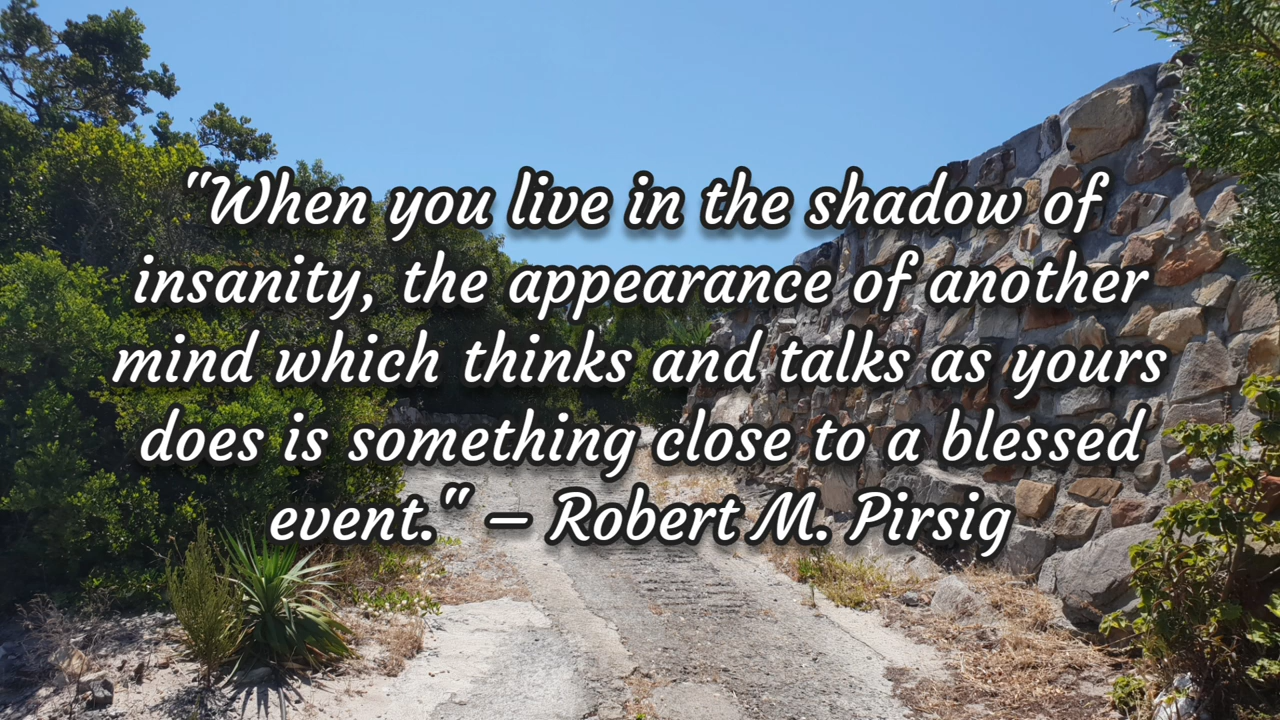 "When you live in the shadow of
insanity, the appearance of another
mind which thinks and talks as yours
does is something close to a blessed
event." – Robert M. Pirsig